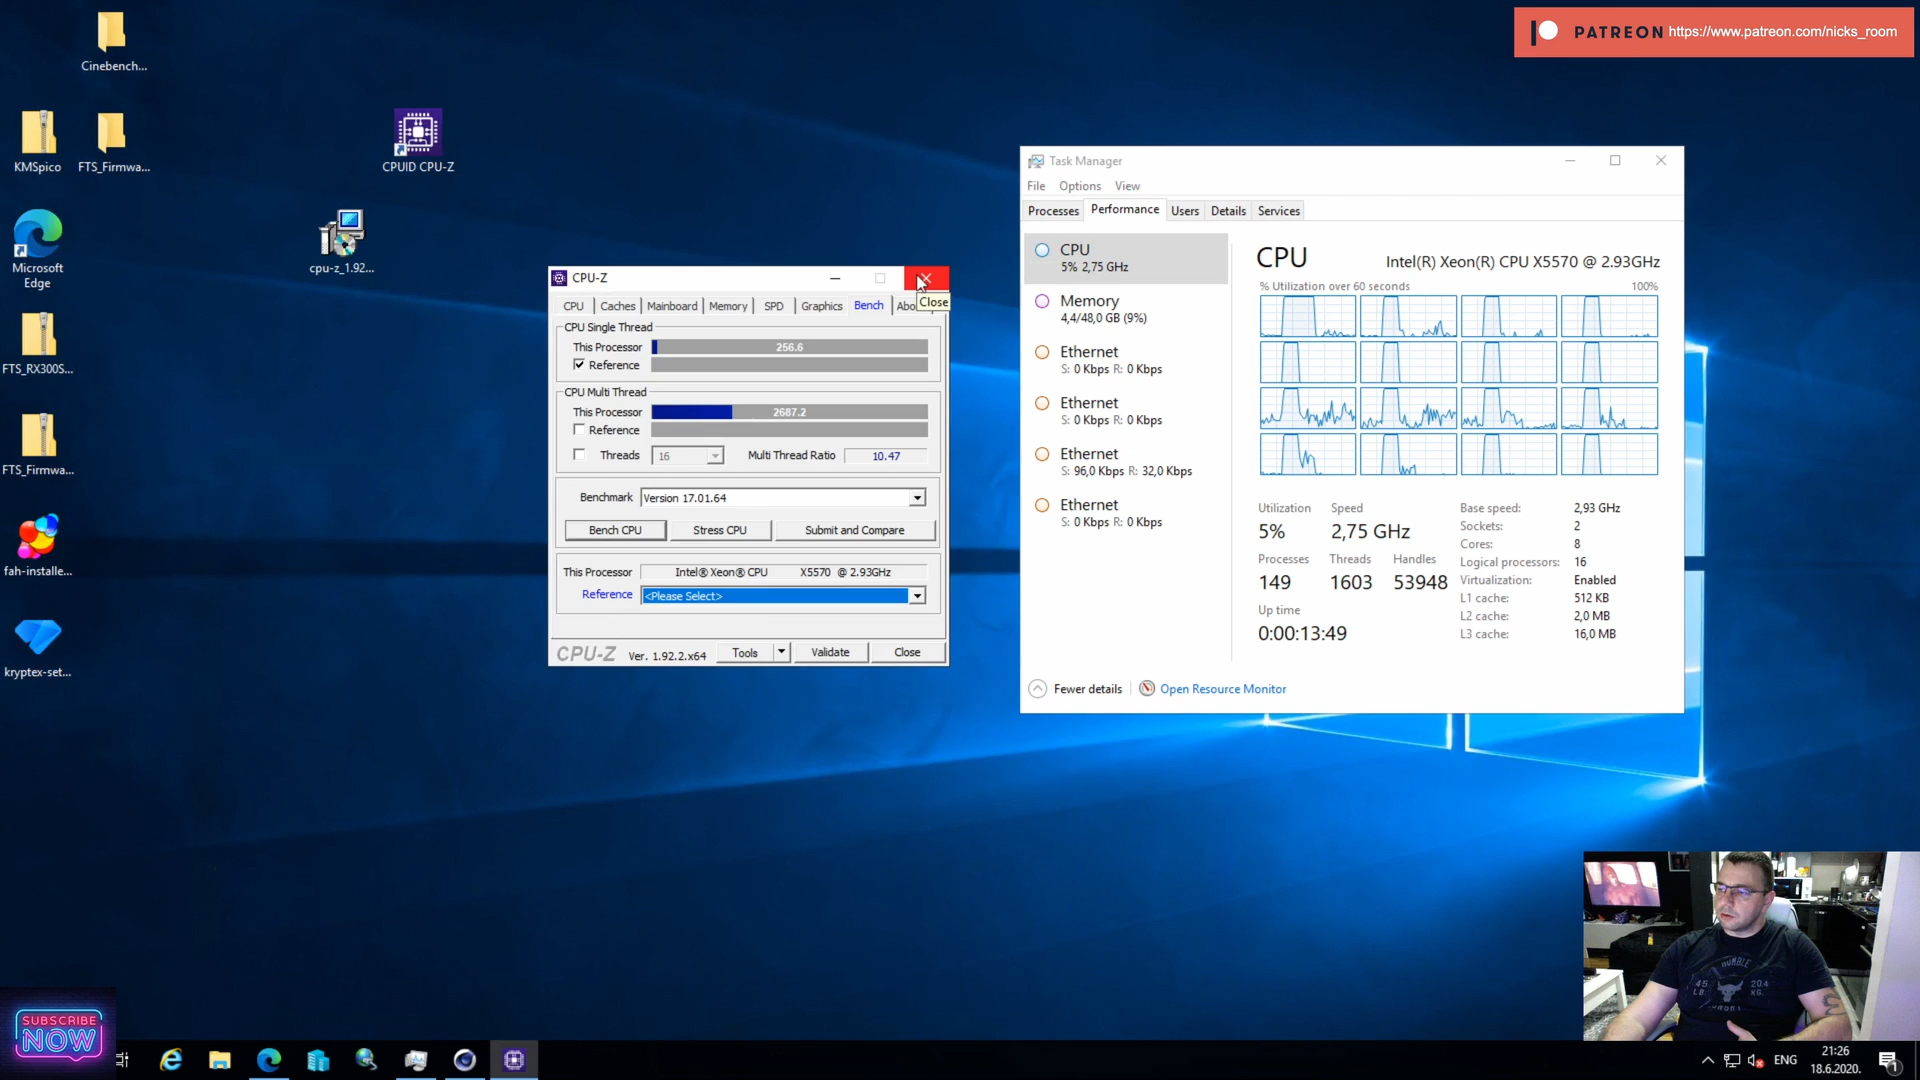 PATREON https://www.patreon.com/nicks_room
Cinebench...
KMSpico
FTS_Firmwa...
CPUID CPU-Z
Microsoft
Edge
cpu-z_1.92...
FTS_RX300S...
FTS_Firmwa...
fah-installe...
kryptex-set...
CPU-Z
Close
CPU
Caches
Mainboard
Memory
SPD
Graphics
Bench
Abo
CPU Single Thread
This Processor
256.6
Reference
CPU Multi Thread
This Processor
2687.2
Reference
Threads
16
Multi Thread Ratio
10.47
Benchmark
Version 17.01.64
Bench CPU
Stress CPU
Submit and Compare
This Processor
Intel® Xeon® CPU X5570 @ 2.93GHz
Reference
<Please Select>
CPU-Z
Ver. 1.92.2.x64
Tools
Validate
Close
Task Manager
File
Options
View
Processes
Performance
Users
Details
Services
CPU
5% 2,75 GHz
Memory
4,4/48,0 GB (9%)
Ethernet
S: 0 Kbps R: 0 Kbps
Ethernet
S: 0 Kbps R: 0 Kbps
Ethernet
S: 96,0 Kbps R: 32,0 Kbps
Ethernet
S: 0 Kbps R: 0 Kbps
CPU
Intel(R) Xeon(R) CPU X5570 @ 2.93GHz
% Utilization over 60 seconds
100%
Utilization
Speed
5%
2,75 GHz
Processes
Threads
Handles
149
1603
53948
Up time
0:00:13:49
Base speed: 2,93 GHz
Sockets: 2
Cores: 8
Logical processors: 16
Virtualization: Enabled
L1 cache: 512 KB
L2 cache: 2,0 MB
L3 cache: 16,0 MB
Fewer details
Open Resource Monitor
SUBSCRIBE
NOW
HUMBLE
ENG
21:26
18.6.2020.
1